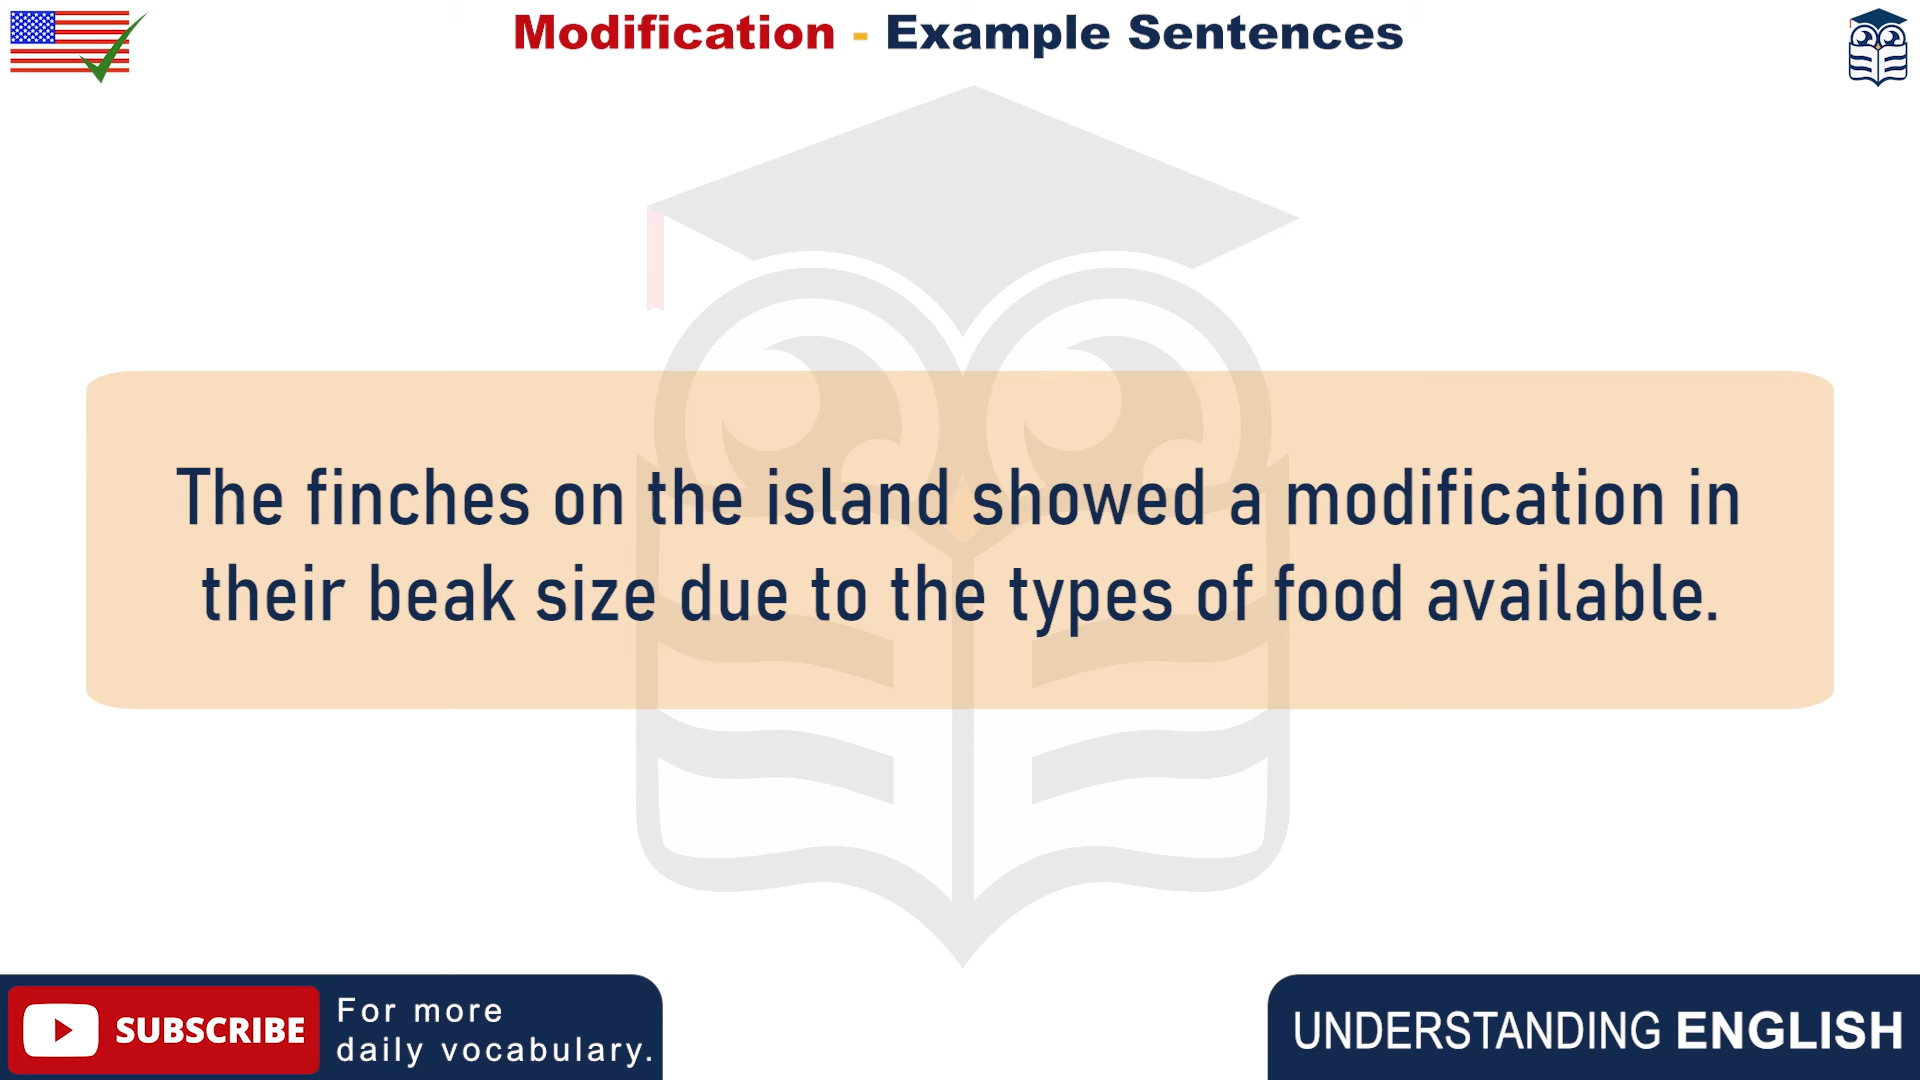 Modification - Example Sentences
The finches on the island showed a modification in
their beak size due to the types of food available.
SUBSCRIBE
For more
daily vocabulary.
UNDERSTANDING ENGLISH